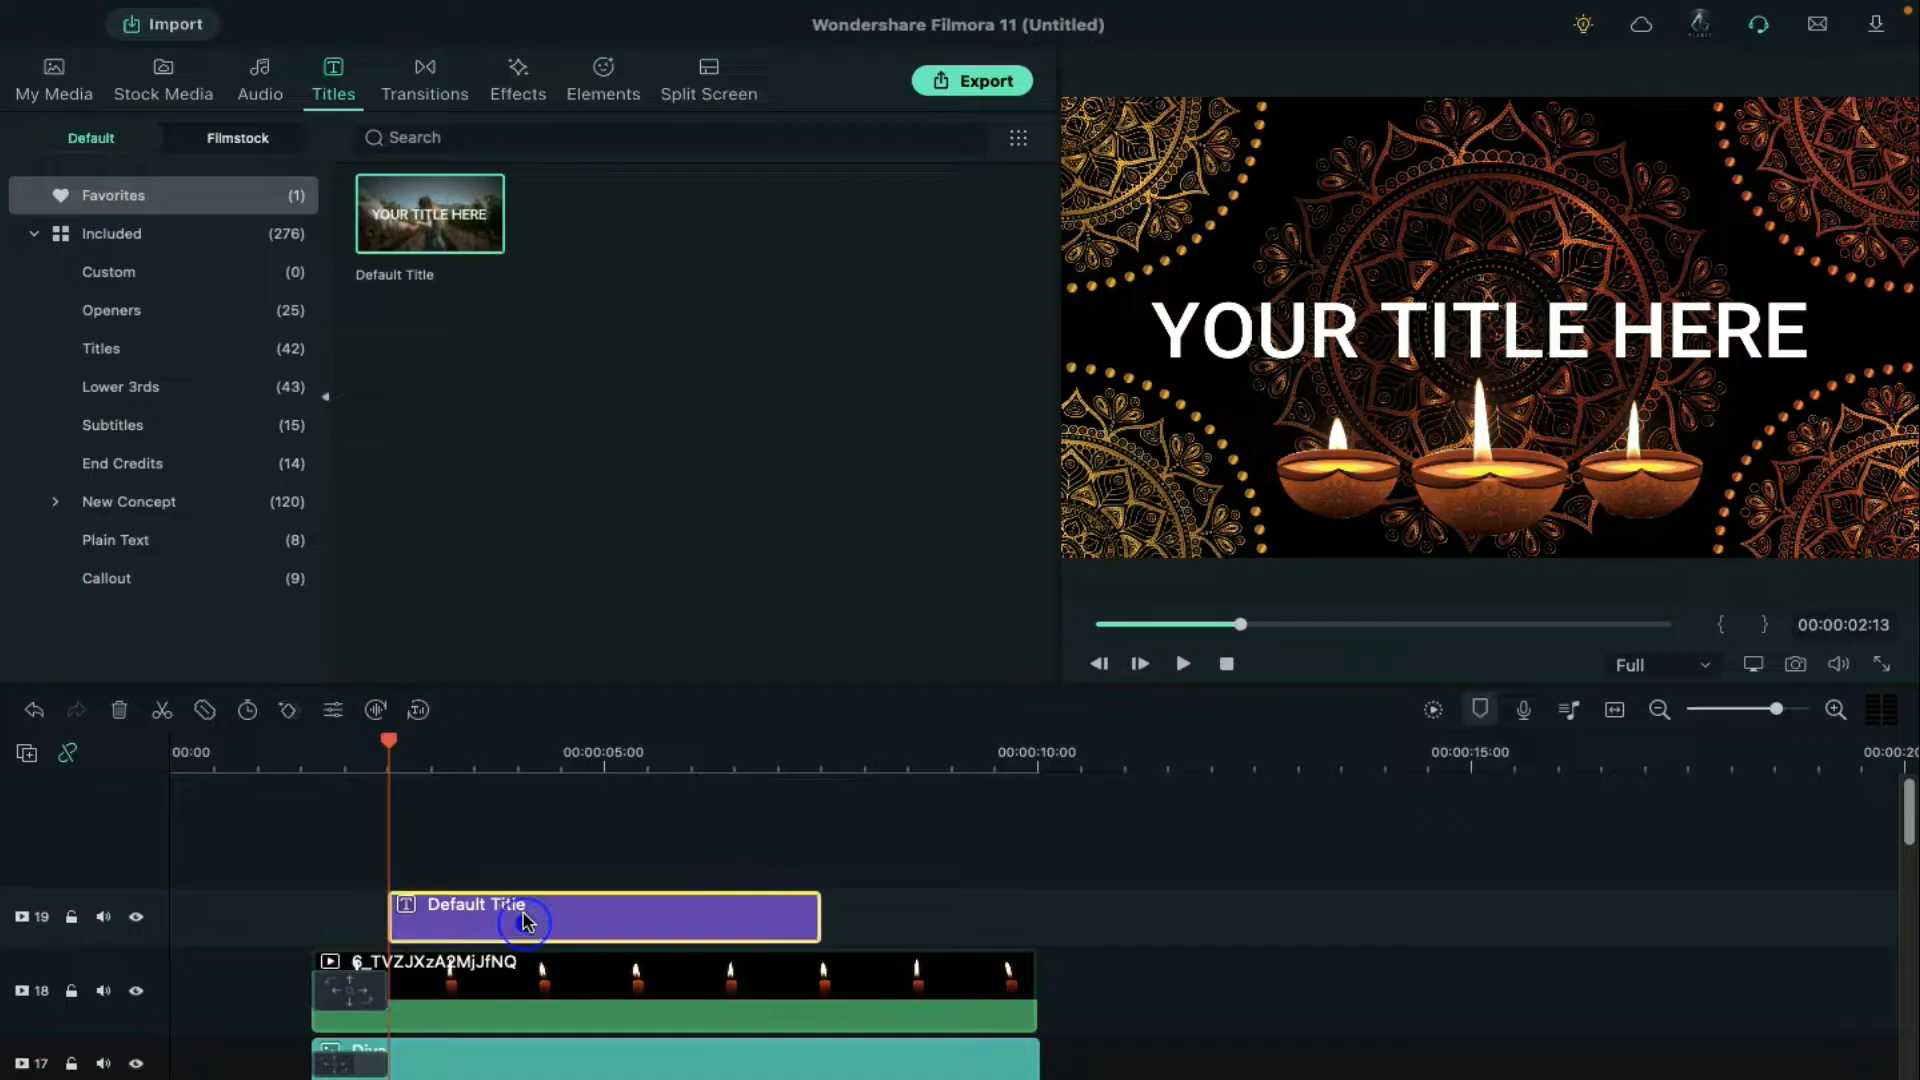 Import
Wondershare Filmora 11 (Untitled)
My Media
Stock Media
Audio
Titles
Transitions
Effects
Elements
Split Screen
Export
Default
Filmstock
Search
Favorites (1)
Included (276)
Custom (0)
Openers (25)
Titles (42)
Lower 3rds (43)
Subtitles (15)
End Credits (14)
New Concept (120)
Plain Text (8)
Callout (9)
YOUR TITLE HERE
Default Title
YOUR TITLE HERE
{ } 00:00:02:13
Full
00:00
00:00:05:00
00:00:10:00
00:00:15:00
00:00:20
19
Default Title
18
6_TVZJXzA2MjJfNQ
17